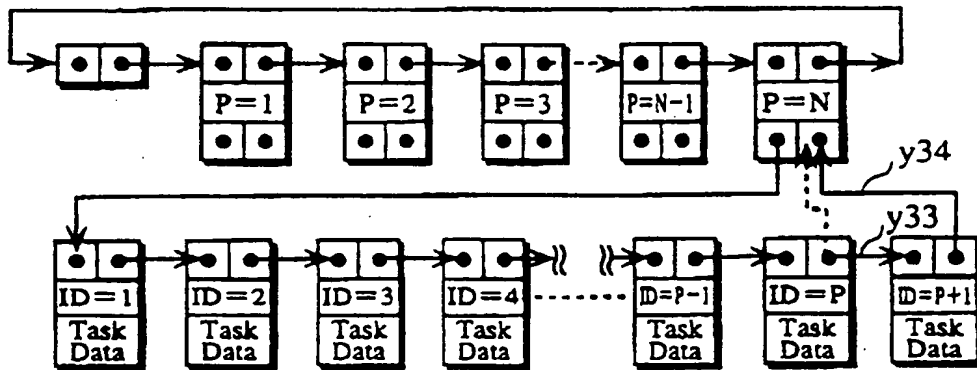 P=1 P=2 P=3 P=N-1 P=N
y34
y33
ID=1 ID=2 ID=3 ID=4 ID=P-1 ID=P ID=P+1
Task Task Task Task Task Task Task
Data Data Data Data Data Data Data